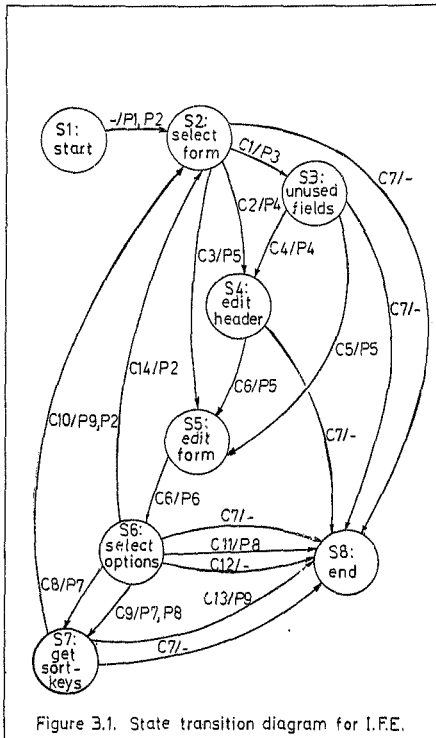 -/P1, P2
S1:
start
S2:
select
form
C1/P3
C7/-
S3:
unused
fields
C2/P4
C3/P5
C4/P4
C7/-
S4:
edit
header
C14/P2
C5/P5
C10/P9,P2
C6/P5
S5:
edit
form
C7/-
C6/P6
S6:
select
options
C7/-
C11/P8
C12/-
S8:
end
C8/P7
C9/P7, P8
C13/P9
S7:
get
sort-
keys
C7/-
Figure 3.1. State transition diagram for I.F.E.